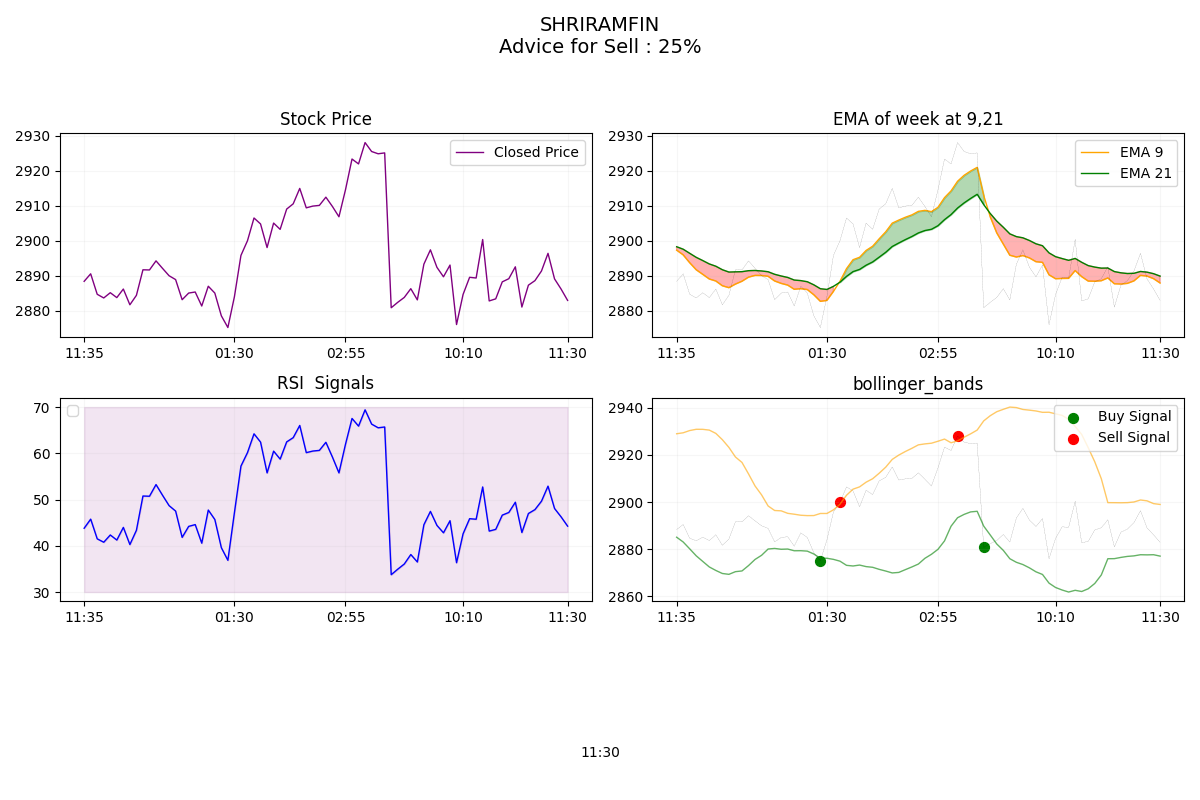 SHRIRAMFIN
Advice for Sell : 25%
Stock Price
2930
2920
2910
2900
2890
2880
Closed Price
11:35 01:30 02:55 10:10 11:30
EMA of week at 9,21
2930
2920
2910
2900
2890
2880
EMA 9
EMA 21
11:35 01:30 02:55 10:10 11:30
RSI  Signals
70
60
50
40
30
11:35 01:30 02:55 10:10 11:30
bollinger_bands
2940
2920
2900
2880
2860
Buy Signal
Sell Signal
11:35 01:30 02:55 10:10 11:30
11:30